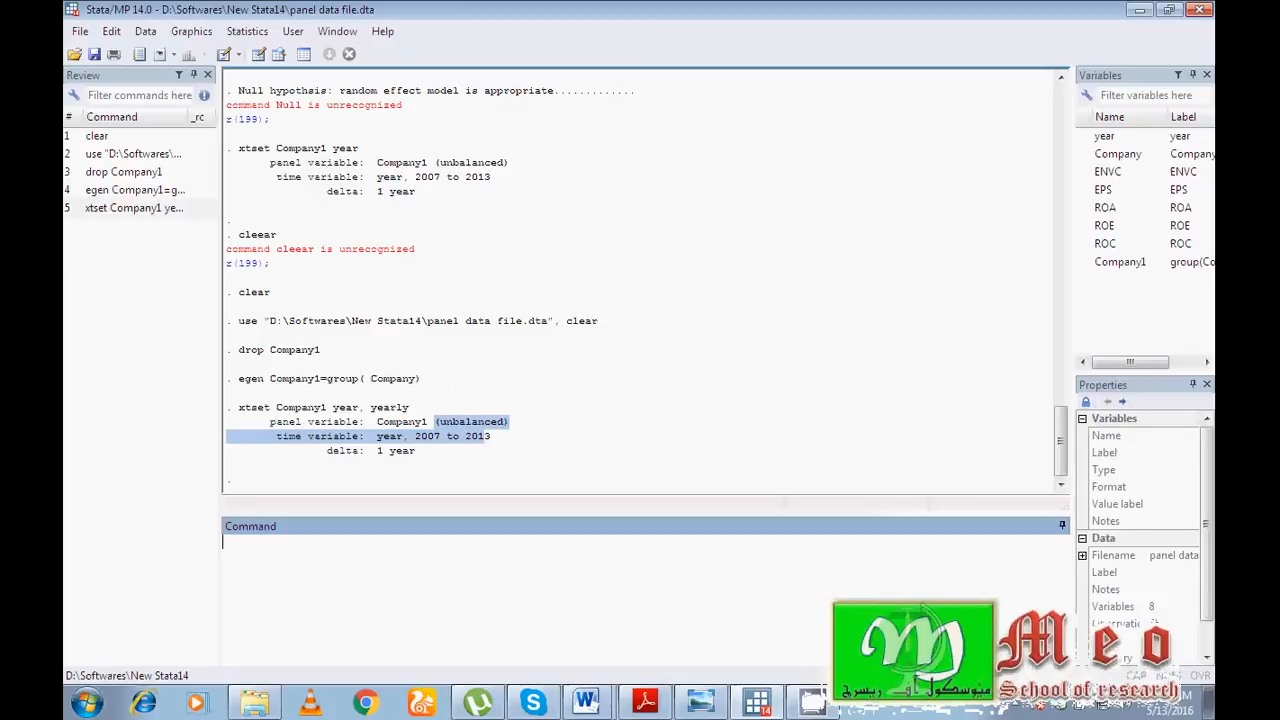 Stata/MP 14.0 - D:\Softwares\New Stata14\panel data file.dta
File Edit Data Graphics Statistics User Window Help
Review
Filter commands here
# Command _rc
1 clear
2 use "D:\Softwares\...
3 drop Company1
4 egen Company1=g...
5 xtset Company1 ye...
. Null hypothsis: random effect model is appropriate.............
command Null is unrecognized
r(199);
. xtset Company1 year
panel variable: Company1 (unbalanced)
time variable: year, 2007 to 2013
delta: 1 year
.
. cleear
command cleear is unrecognized
r(199);
. clear
. use "D:\Softwares\New Stata14\panel data file.dta", clear
. drop Company1
. egen Company1=group( Company)
. xtset Company1 year, yearly
panel variable: Company1 (unbalanced)
time variable: year, 2007 to 2013
delta: 1 year
.
Command
Variables
Filter variables here
Name Label
year year
Company Company
ENVC ENVC
EPS EPS
ROA ROA
ROE ROE
ROC ROC
Company1 group(Co
Properties
Variables
Name
Label
Type
Format
Value label
Notes
Data
Filename panel data
Label
Notes
Variables 8
D:\Softwares\New Stata14
CAP NUM OVR
Meo
School of research
5/13/2016